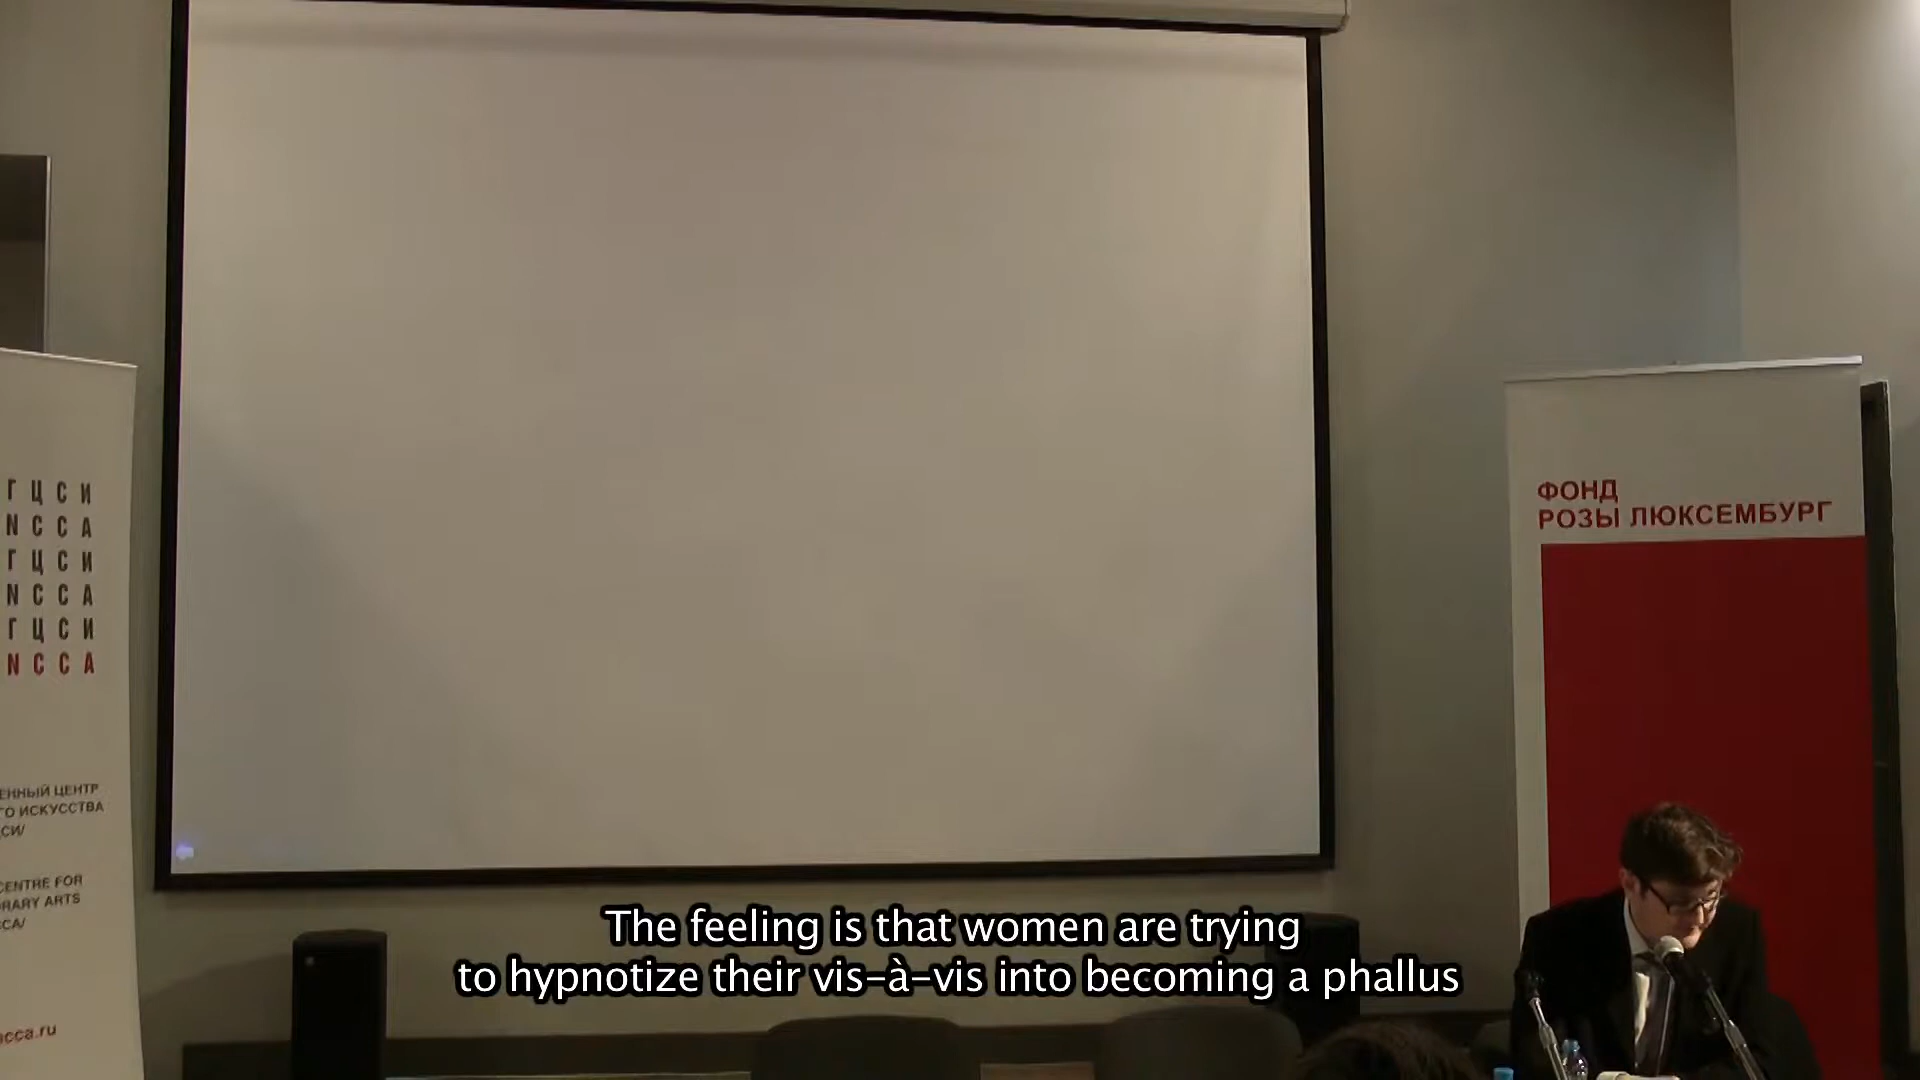 ГЦСИ
NCCA
ГЦСИ
NCCA
ГЦСИ
NCCA
ЕННЫЙ ЦЕНТР
ГО ИСКУССТВА
СИ/
CENTRE FOR
RARY ARTS
CCA/
cca.ru
ФОНД
РОЗЫ ЛЮКСЕМБУРГ
The feeling is that women are trying
to hypnotize their vis-à-vis into becoming a phallus